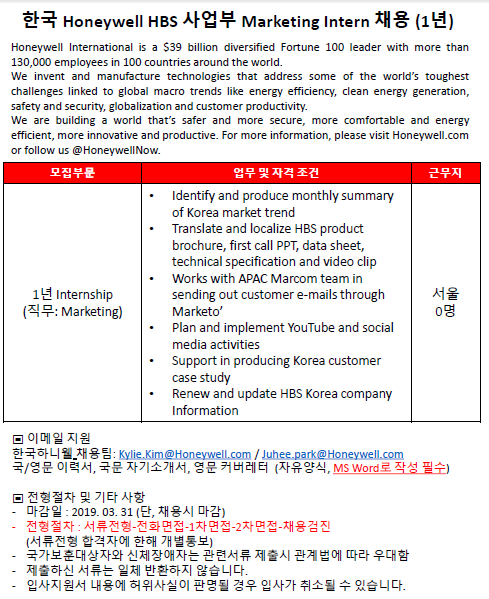 한국 Honeywell HBS 사업부 Marketing Intern 채용 (1년)
Honeywell International is a $39 billion diversified Fortune 100 leader with more than
130,000 employees in 100 countries around the world.
We invent and manufacture technologies that address some of the world's toughest
challenges linked to global macro trends like energy efficiency, clean energy generation,
safety and security, globalization and customer productivity.
We are building a world that's safer and more secure, more comfortable and energy
efficient, more innovative and productive. For more information, please visit Honeywell.com
or follow us @HoneywellNow.
모집부문 업무 및 자격 조건 근무지
1년 Internship
(직무: Marketing)
• Identify and produce monthly summary
of Korea market trend
• Translate and localize HBS product
brochure, first call PPT, data sheet,
technical specification and video clip
• Works with APAC Marcom team in
sending out customer e-mails through
Marketo'
• Plan and implement YouTube and social
media activities
• Support in producing Korea customer
case study
• Renew and update HBS Korea company
Information
서울
0명
▣ 이메일 지원
한국하니웰 채용팀: Kylie.Kim@Honeywell.com / Juhee.park@Honeywell.com
국/영문 이력서, 국문 자기소개서, 영문 커버레터 (자유양식, MS Word로 작성 필수)
▣ 전형절차 및 기타 사항
- 마감일 : 2019. 03. 31 (단, 채용시 마감)
- 전형절차 : 서류전형-전화면접-1차면접-2차면접-채용검진
(서류전형 합격자에 한해 개별통보)
- 국가보훈대상자와 신체장애자는 관련서류 제출시 관계법에 따라 우대함
- 제출하신 서류는 일체 반환하지 않습니다.
- 입사지원서 내용에 허위사실이 판명될 경우 입사가 취소될 수 있습니다.